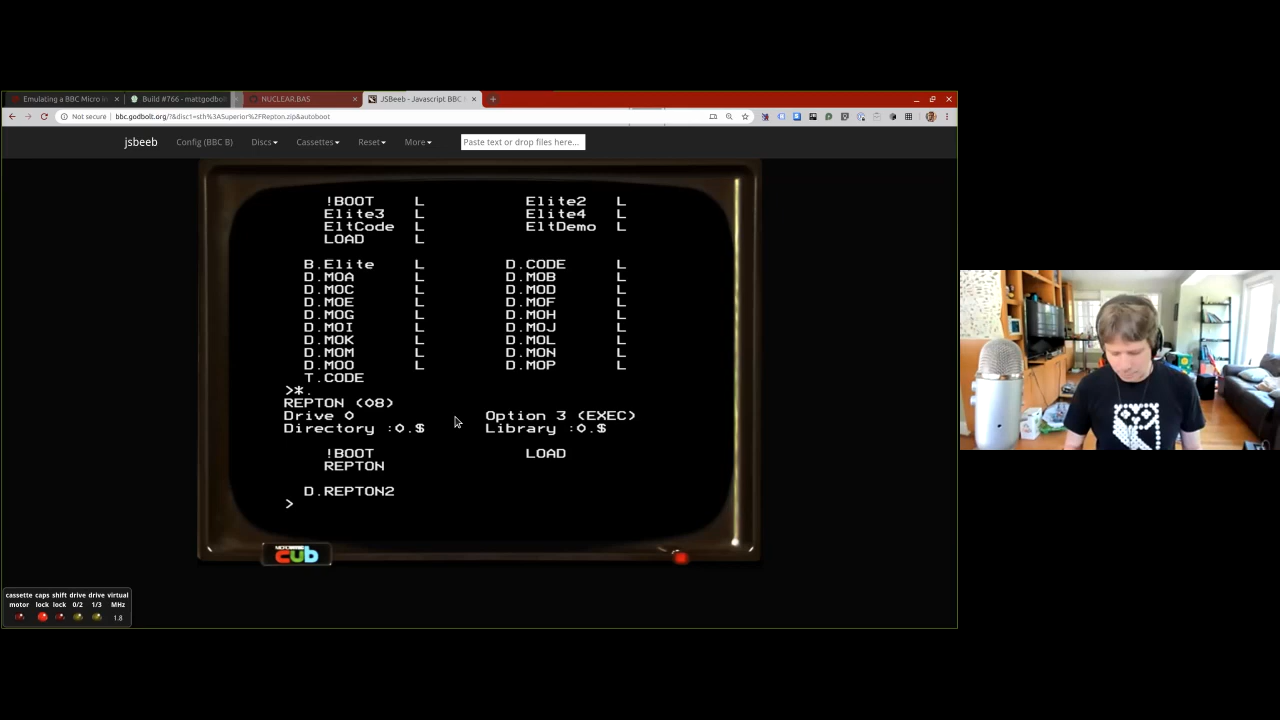 Emulating a BBC Micro in
Build #766 - mattgodbol
NUCLEAR.BAS
JSBeeb - Javascript BBC
Not secure
bbc.godbolt.org/?&disc1=sth%3ASuperior%2FRepton.zip&autoboot
jsbeeb
Config (BBC B)
Discs
Cassettes
Reset
More
Paste text or drop files here...
!BOOT L Elite2 L
Elite3 L Elite4 L
EltCode L EltDemo L
LOAD L
B.Elite L D.CODE L
D.MOA L D.MOB L
D.MOC L D.MOD L
D.MOE L D.MOF L
D.MOG L D.MOH L
D.MOI L D.MOJ L
D.MOK L D.MOL L
D.MOM L D.MON L
D.MOO L D.MOP L
T.CODE
>*.
REPTON (08)
Drive 0 Option 3 (EXEC)
Directory :0.$ Library :0.$
!BOOT LOAD
REPTON
D.REPTON2
>
cub
cassette caps shift drive drive virtual
motor lock lock 0/2 1/3 MHz
1.8